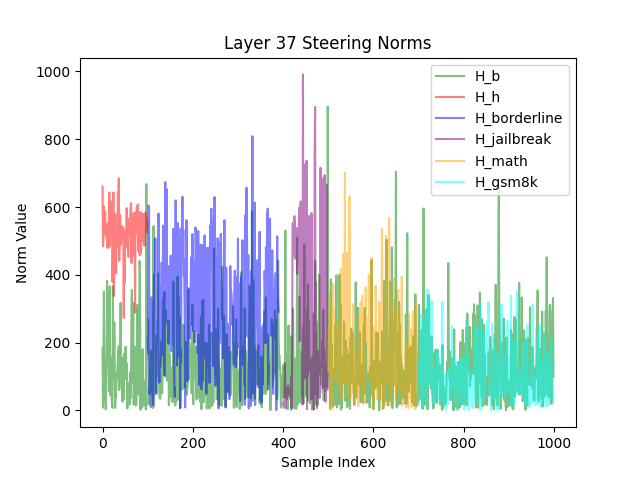 Layer 37 Steering Norms
Norm Value
1000
800
600
400
200
0
H_b
H_h
H_borderline
H_jailbreak
H_math
H_gsm8k
0 200 400 600 800 1000
Sample Index